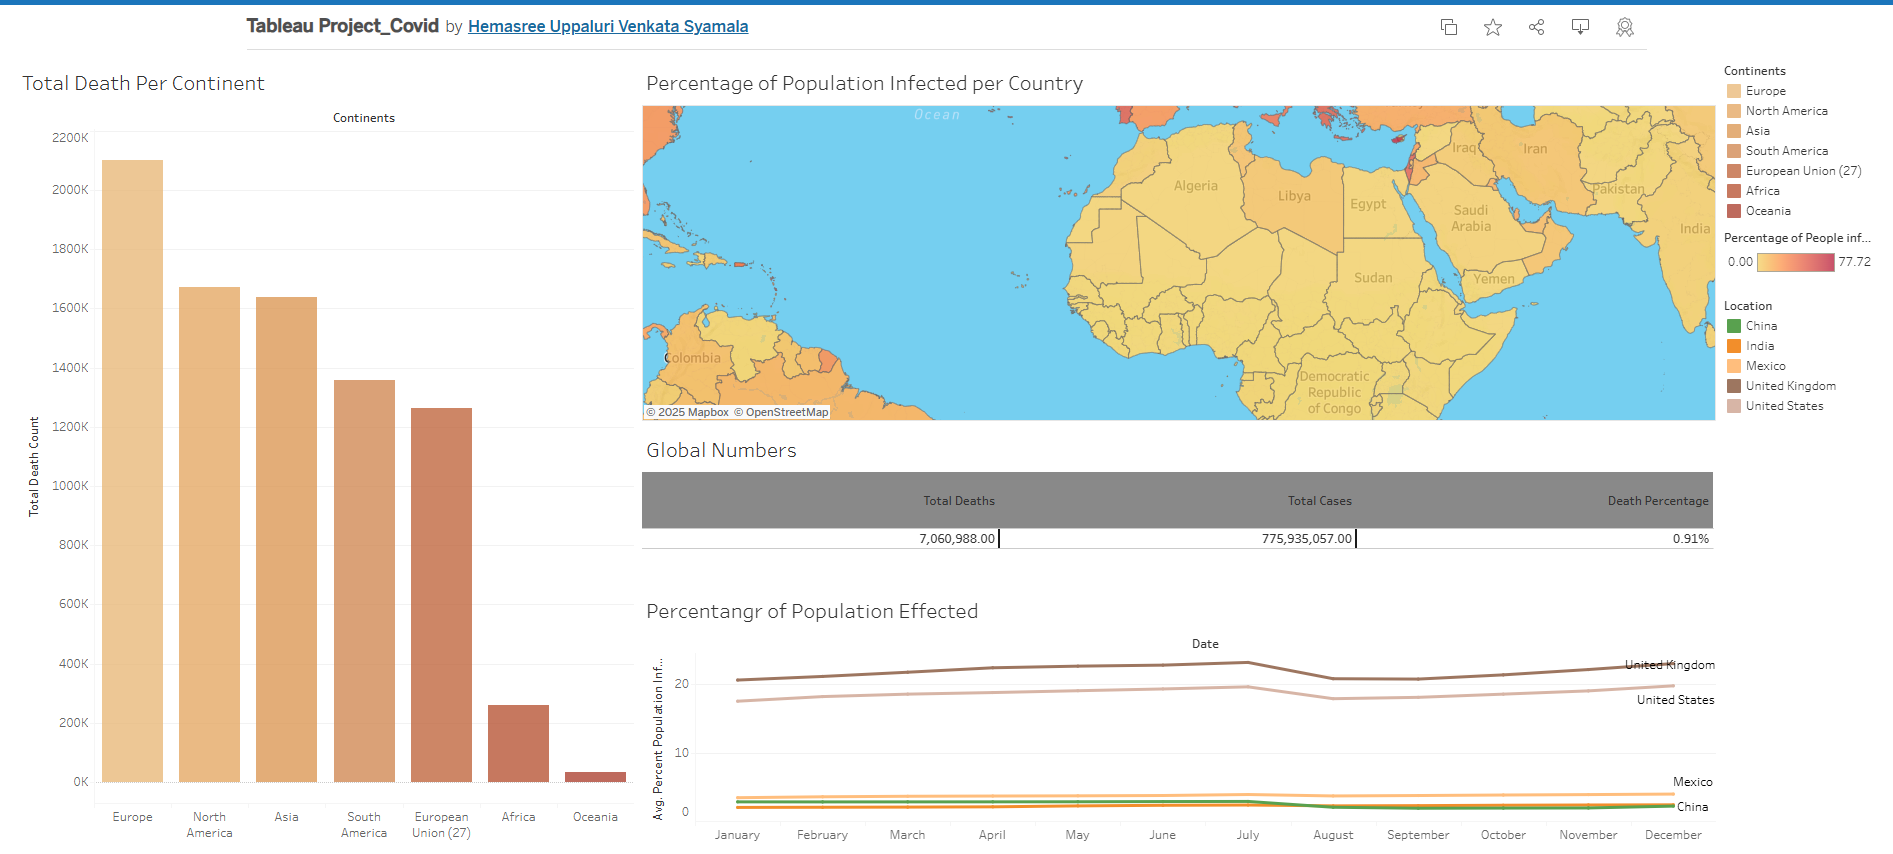 Tableau Project_Covid by Hemasree Uppaluri Venkata Syamala
Total Death Per Continent
Continents
Total Death Count
2200K
2000K
1800K
1600K
1400K
1200K
1000K
800K
600K
400K
200K
0K
Europe
North America
Asia
South America
European Union (27)
Africa
Oceania
Percentage of Population Infected per Country
Ocean
Algeria
Libya
Egypt
Iraq
Iran
Pakistan
Saudi Arabia
India
Sudan
Yemen
Colombia
Democratic Republic of Congo
© 2025 Mapbox © OpenStreetMap
Global Numbers
Total Deaths Total Cases Death Percentage
7,060,988.00 775,935,057.00 0.91%
Percentangr of Population Effected
Date
Avg. Percent Population Inf...
20
10
0
United Kingdom
United States
Mexico
China
January February March April May June July August September October November December
Continents
Europe
North America
Asia
South America
European Union (27)
Africa
Oceania
Percentage of People inf...
0.00 77.72
Location
China
India
Mexico
United Kingdom
United States